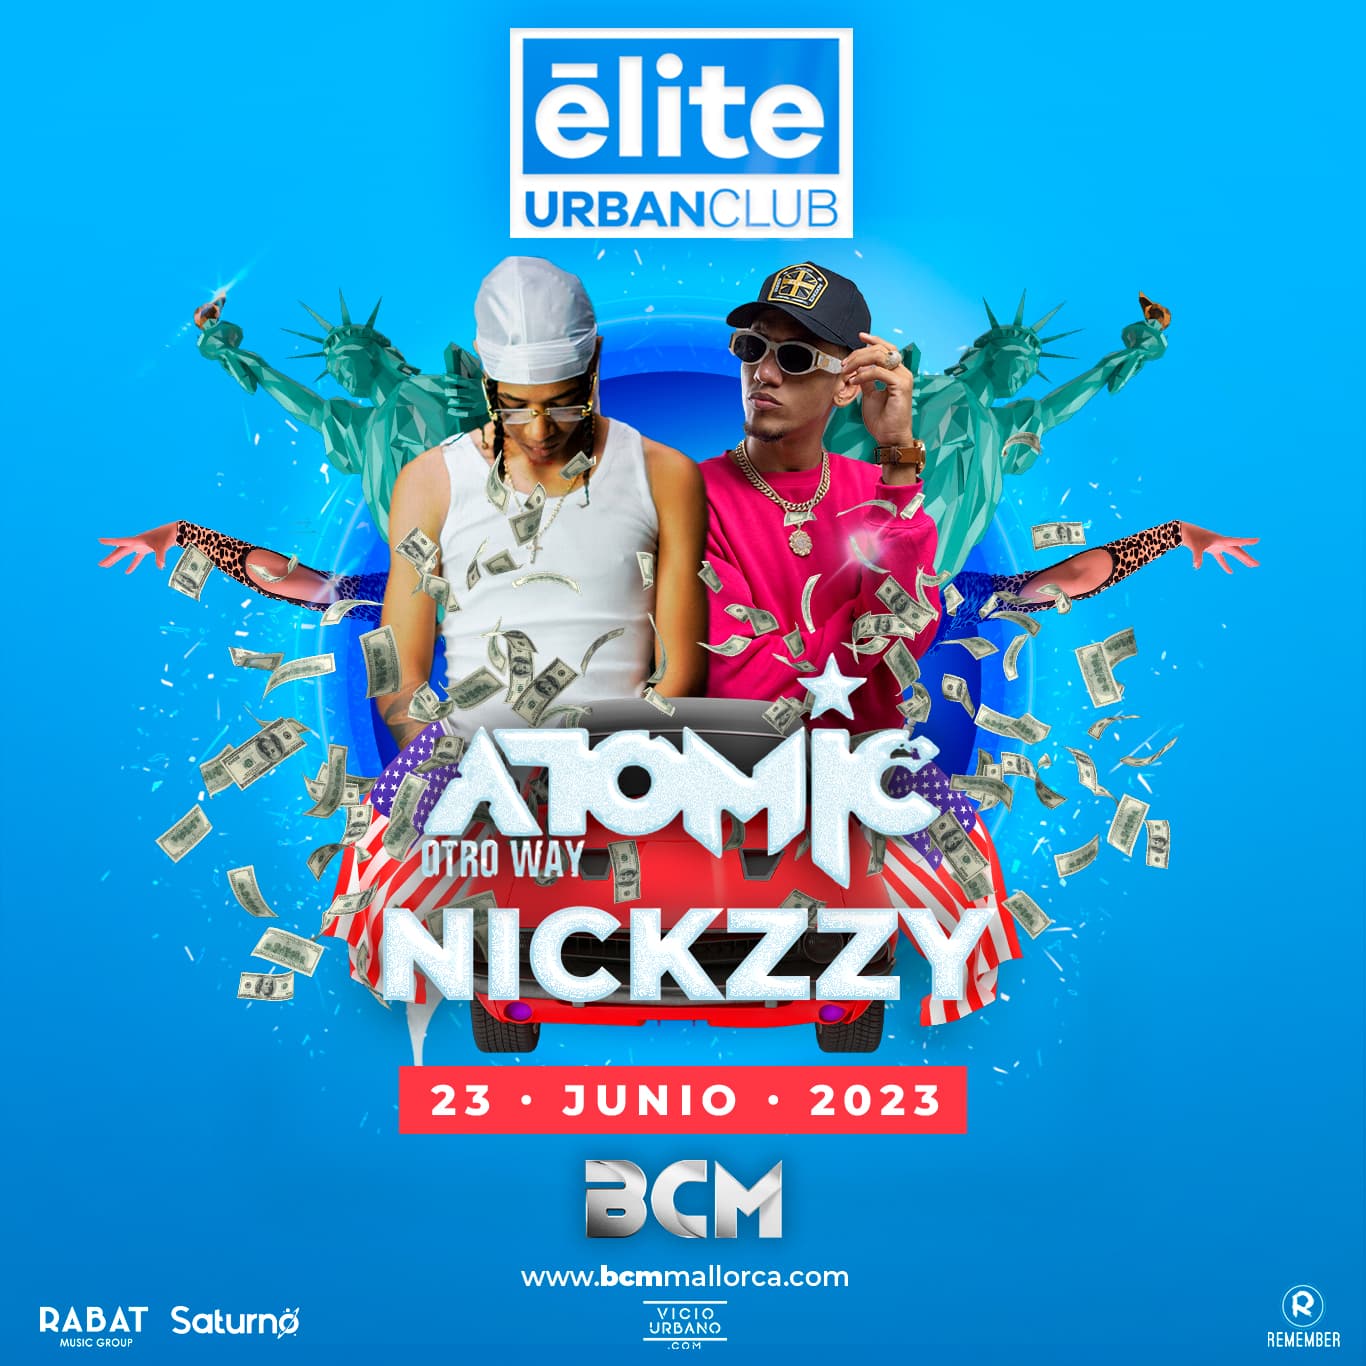 ēlite
URBANCLUB
ATOMIC
OTRO WAY
NICKZZY
23 • JUNIO • 2023
BCM
www.bcmmallorca.com
RABAT
MUSIC GROUP
Saturno
VICIO
URBANO
.COM
R
REMEMBER